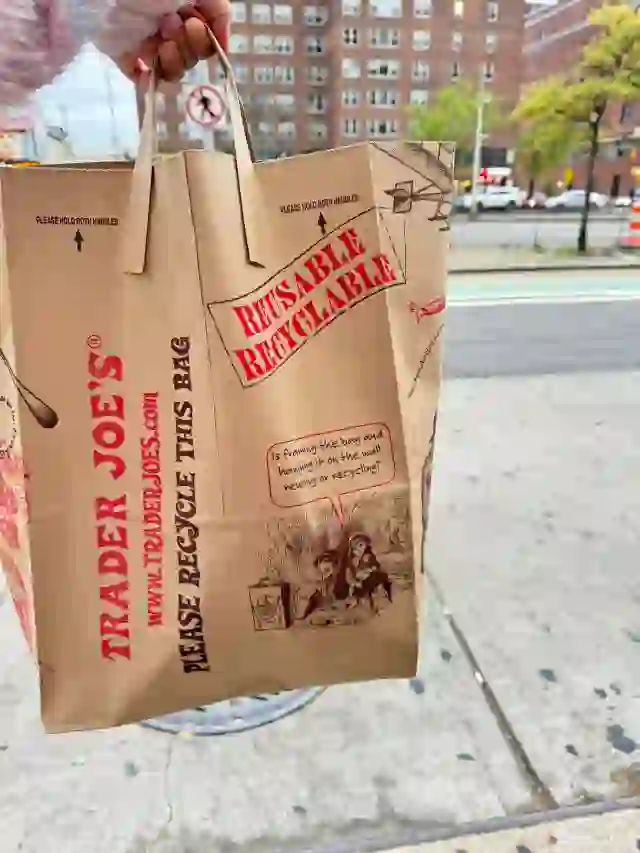 PLEASE HOLD BOTH HANDLES
PLEASE HOLD BOTH HANDLES
REUSABLE
RECYCLABLE
TRADER JOE'S®
www.TRADERJOES.com
PLEASE RECYCLE THIS BAG
Is framing this bag and
hanging it on the wall
reusing or recycling?